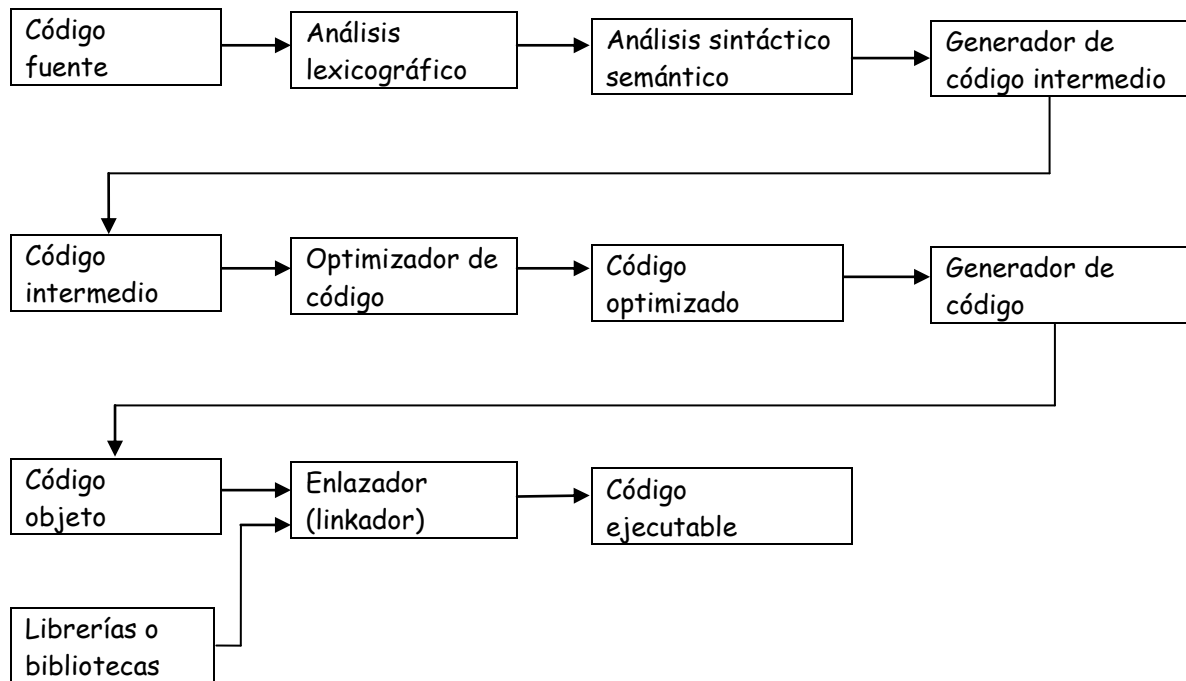 Código
fuente
Análisis
lexicográfico
Análisis sintáctico
semántico
Generador de
código intermedio
Código
intermedio
Optimizador de
código
Código
optimizado
Generador de
código
Código
objeto
Enlazador
(linkador)
Código
ejecutable
Librerías o
bibliotecas